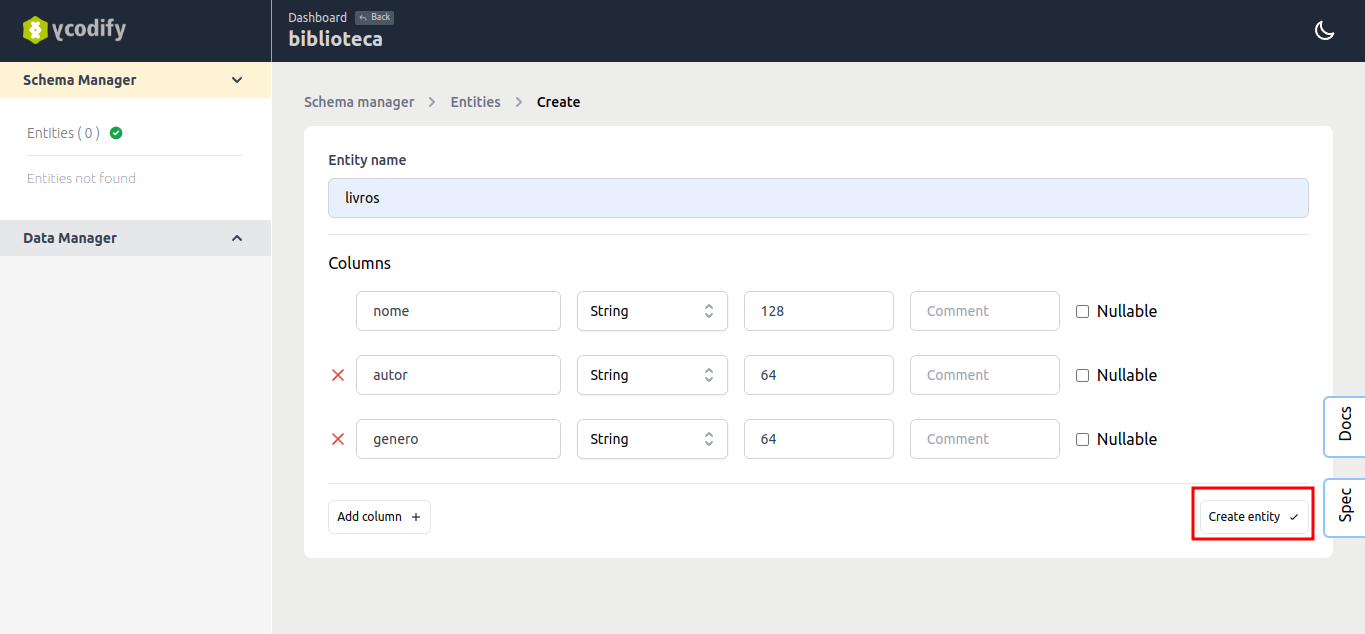 ycodify
Dashboard Back
biblioteca
Schema Manager
Entities ( 0 )
Entities not found
Data Manager
Schema manager > Entities > Create
Entity name
livros
Columns
nome String 128 Comment Nullable
autor String 64 Comment Nullable
genero String 64 Comment Nullable
Add column +
Create entity
Docs
Spec